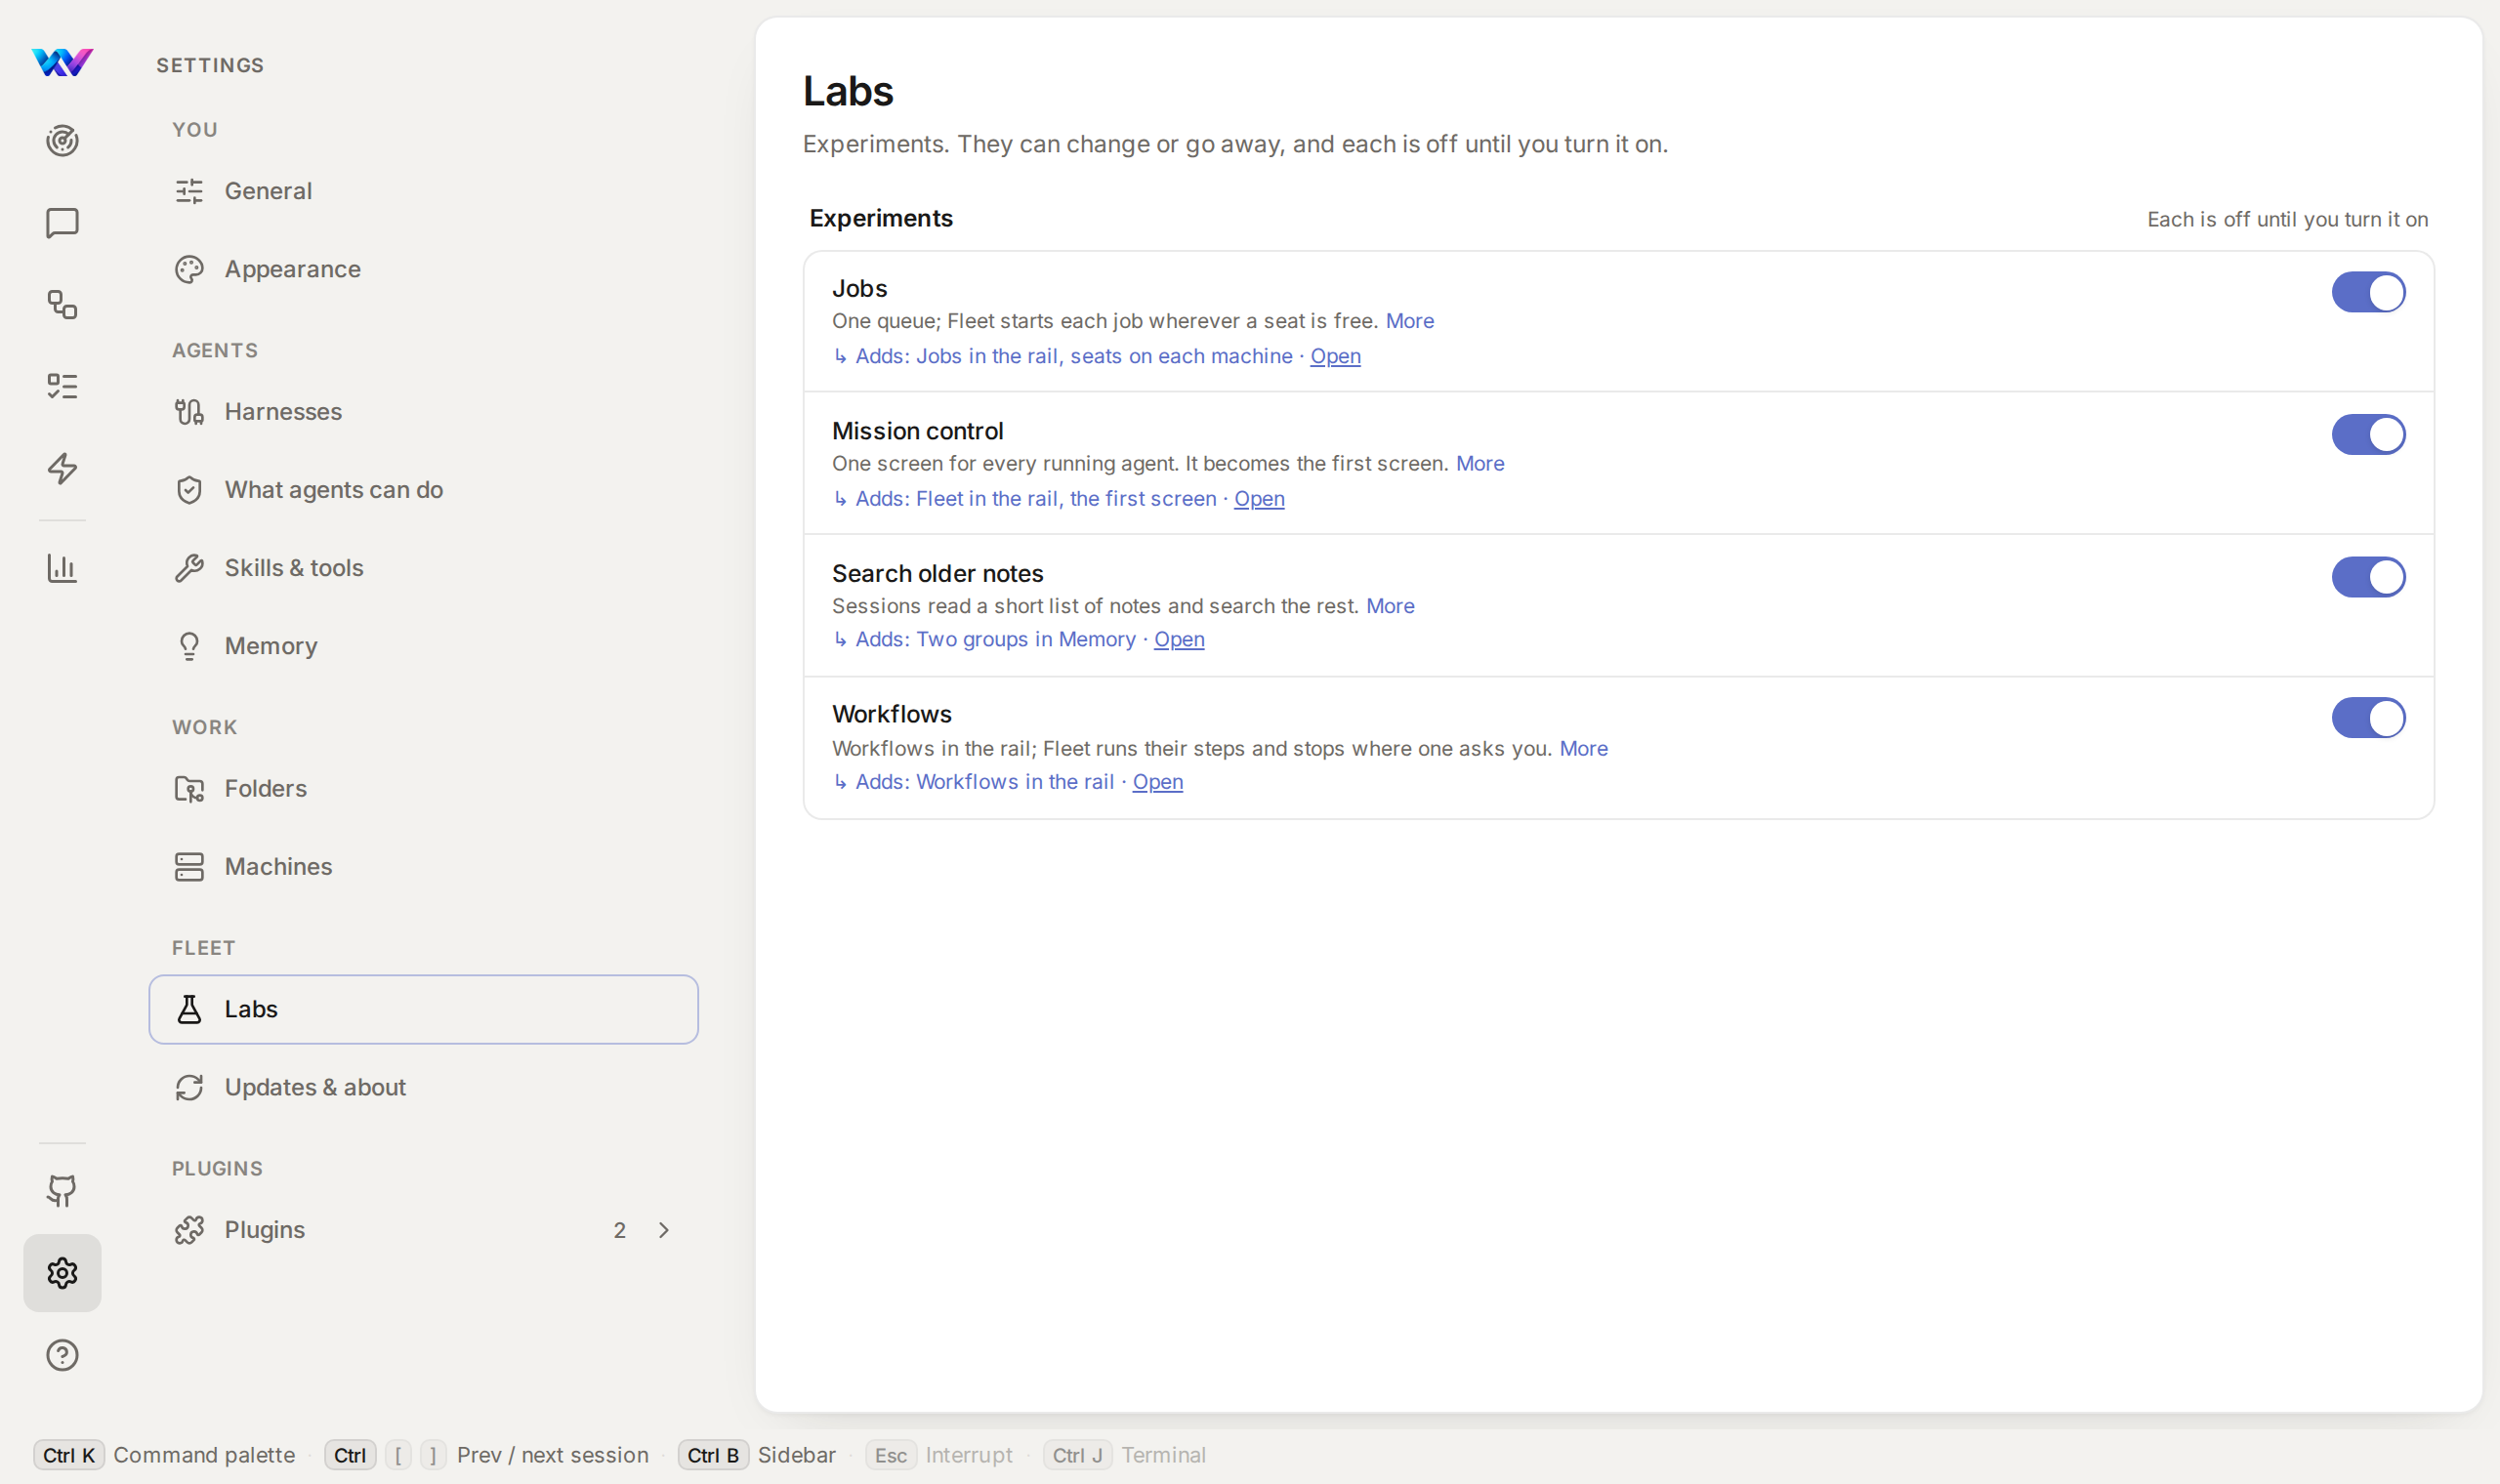 SETTINGS
YOU
General
Appearance
AGENTS
Harnesses
What agents can do
Skills & tools
Memory
WORK
Folders
Machines
FLEET
Labs
Updates & about
PLUGINS
Plugins 2
Labs
Experiments. They can change or go away, and each is off until you turn it on.
Experiments Each is off until you turn it on
Jobs
One queue; Fleet starts each job wherever a seat is free. More
↳ Adds: Jobs in the rail, seats on each machine · Open
Mission control
One screen for every running agent. It becomes the first screen. More
↳ Adds: Fleet in the rail, the first screen · Open
Search older notes
Sessions read a short list of notes and search the rest. More
↳ Adds: Two groups in Memory · Open
Workflows
Workflows in the rail; Fleet runs their steps and stops where one asks you. More
↳ Adds: Workflows in the rail · Open
Ctrl K Command palette · Ctrl [ ] Prev / next session · Ctrl B Sidebar · Esc Interrupt · Ctrl J Terminal